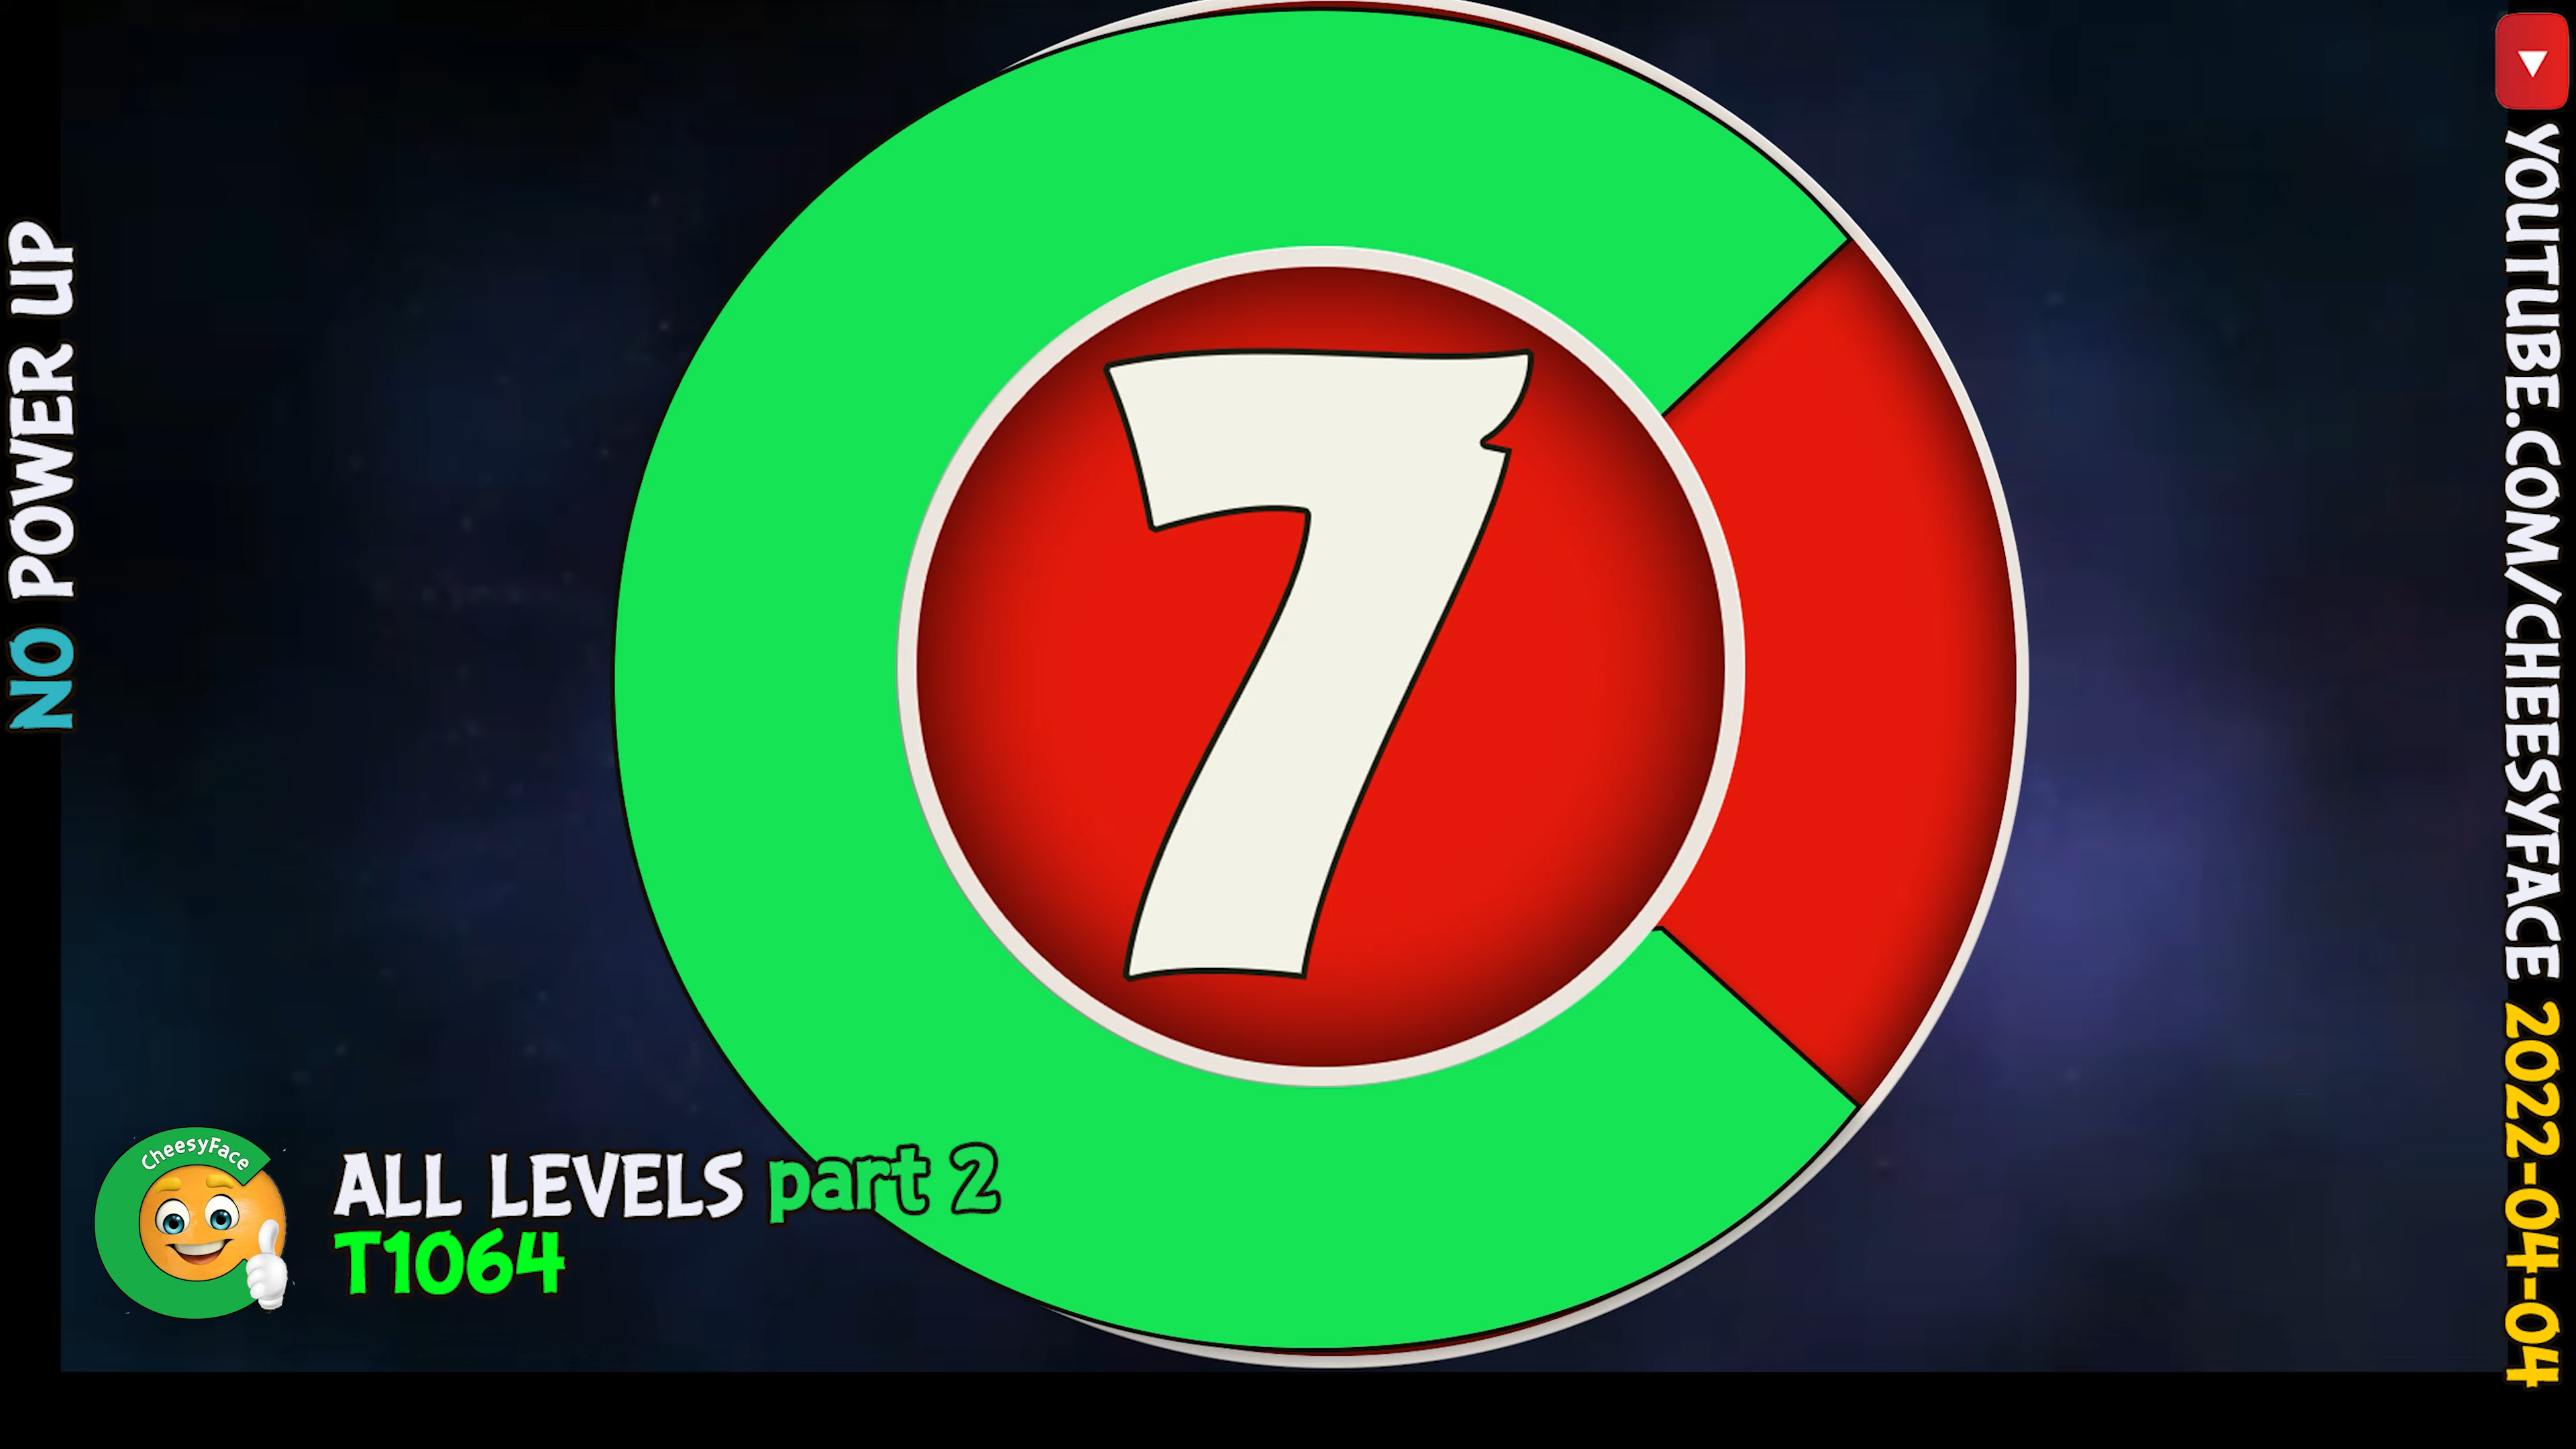 NO POWER UP
7
CheesyFace
ALL LEVELS part 2
T1064
YOUTUBE.COM/CHEESYFACE 2022-04-04